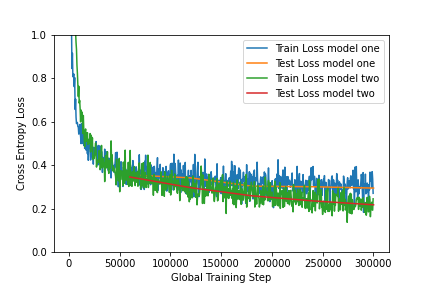 1.0
0.8
0.6
0.4
0.2
0.0
Cross Entropy Loss
Train Loss model one
Test Loss model one
Train Loss model two
Test Loss model two
0 50000 100000 150000 200000 250000 300000
Global Training Step